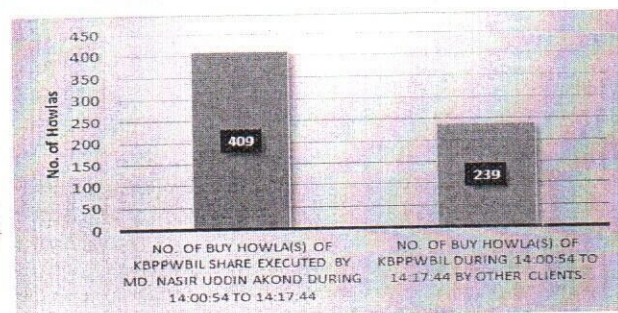 450
400
350
300
250
200
150
100
50
0
No. of Howlas
409
239
NO. OF BUY HOWLA(S) OF
KBPPWBIL SHARE EXECUTED BY
MD. NASIR UDDIN AKOND DURING
14:00:54 TO 14:17:44
NO. OF BUY HOWLA(S) OF
KBPPWBIL DURING 14:00:54 TO
14:17:44 BY OTHER CLIENTS.